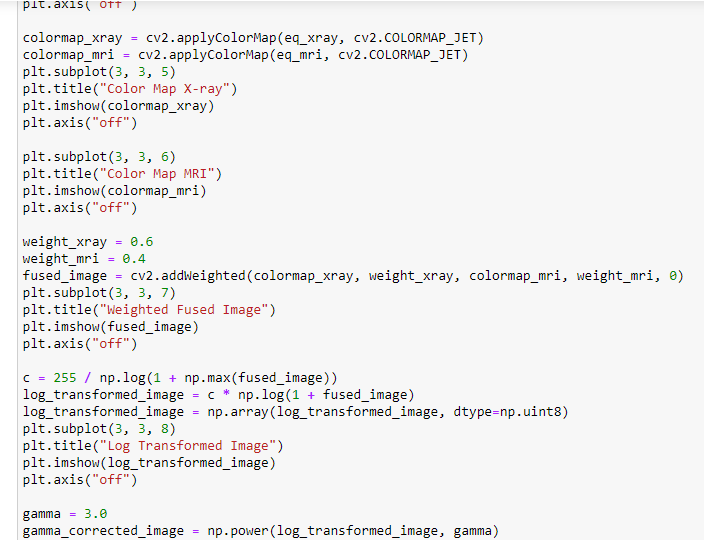 plt.axis("off")
colormap_xray = cv2.applyColorMap(eq_xray, cv2.COLORMAP_JET)
colormap_mri = cv2.applyColorMap(eq_mri, cv2.COLORMAP_JET)
plt.subplot(3, 3, 5)
plt.title("Color Map X-ray")
plt.imshow(colormap_xray)
plt.axis("off")
plt.subplot(3, 3, 6)
plt.title("Color Map MRI")
plt.imshow(colormap_mri)
plt.axis("off")
weight_xray = 0.6
weight_mri = 0.4
fused_image = cv2.addWeighted(colormap_xray, weight_xray, colormap_mri, weight_mri, 0)
plt.subplot(3, 3, 7)
plt.title("Weighted Fused Image")
plt.imshow(fused_image)
plt.axis("off")
c = 255 / np.log(1 + np.max(fused_image))
log_transformed_image = c * np.log(1 + fused_image)
log_transformed_image = np.array(log_transformed_image, dtype=np.uint8)
plt.subplot(3, 3, 8)
plt.title("Log Transformed Image")
plt.imshow(log_transformed_image)
plt.axis("off")
gamma = 3.0
gamma_corrected_image = np.power(log_transformed_image, gamma)